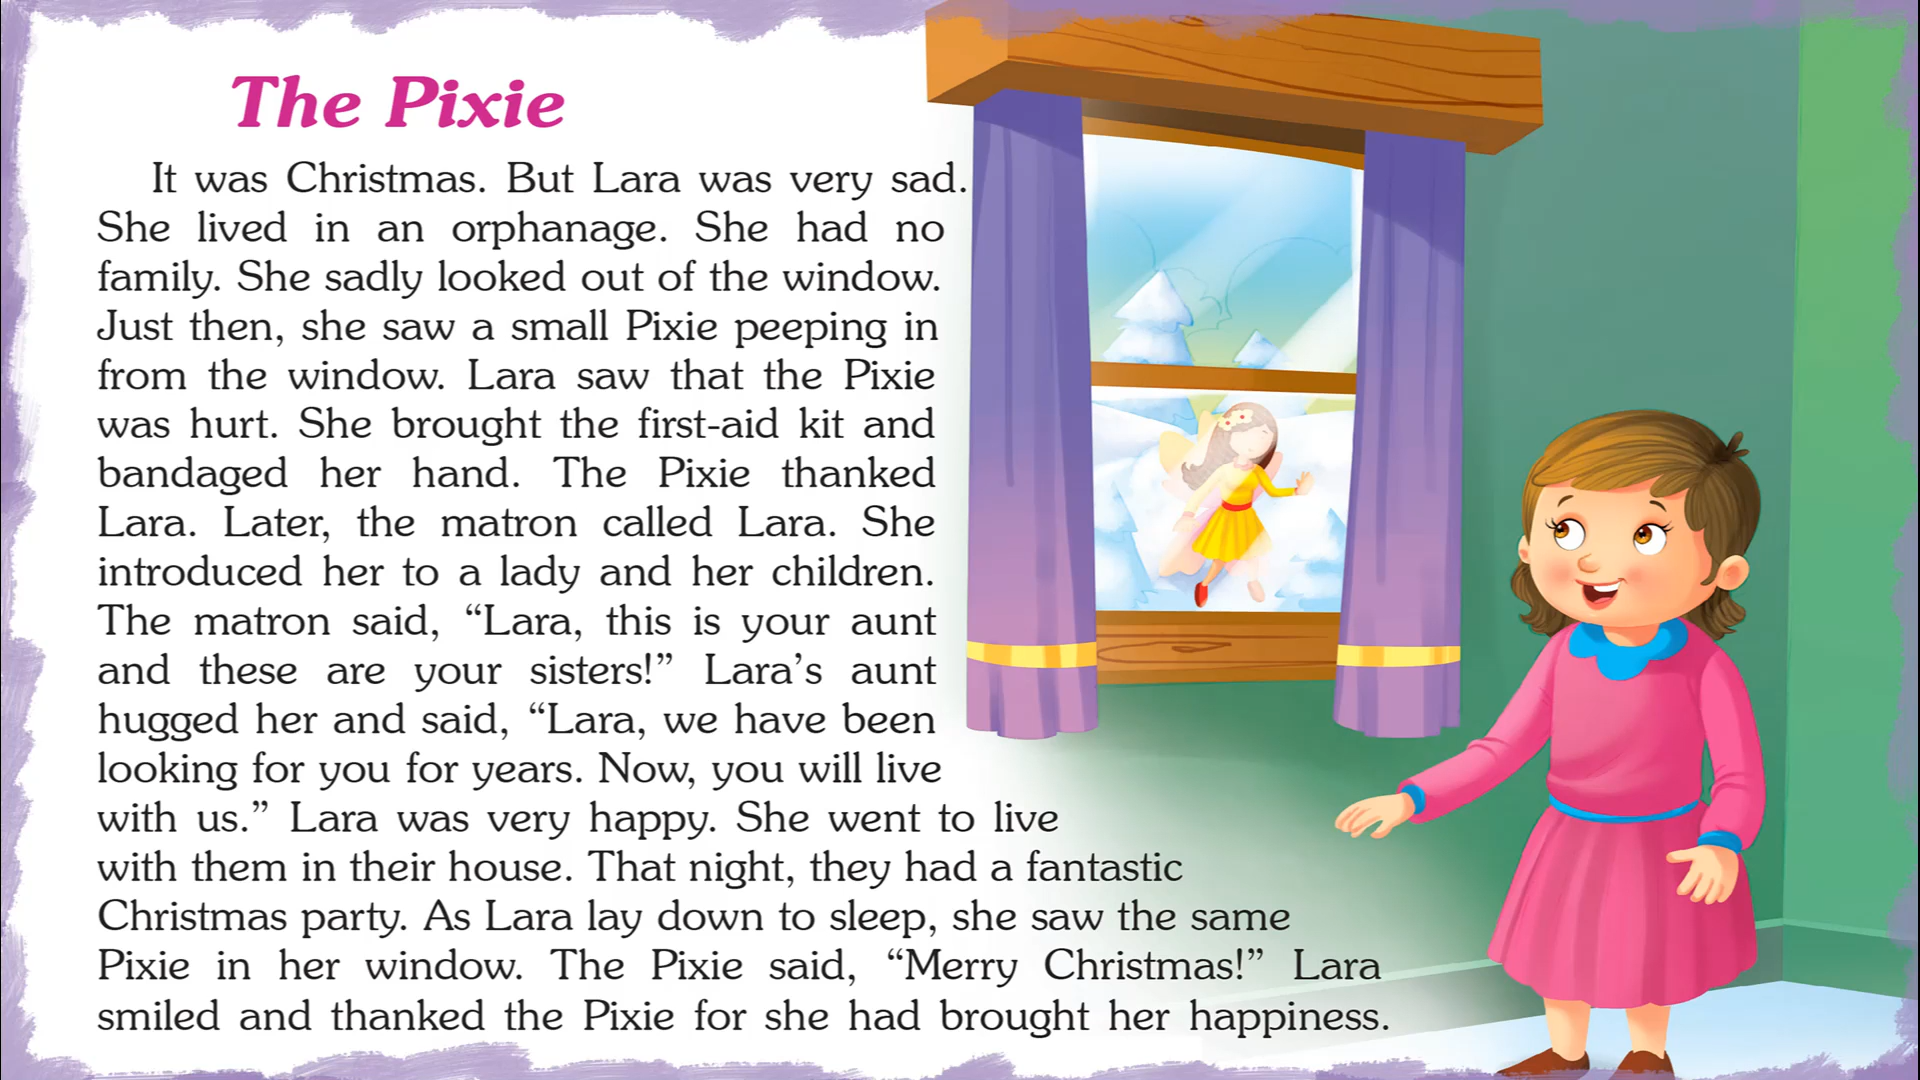 The Pixie
It was Christmas. But Lara was very sad.
She lived in an orphanage. She had no
family. She sadly looked out of the window.
Just then, she saw a small Pixie peeping in
from the window. Lara saw that the Pixie
was hurt. She brought the first-aid kit and
bandaged her hand. The Pixie thanked
Lara. Later, the matron called Lara. She
introduced her to a lady and her children.
The matron said, “Lara, this is your aunt
and these are your sisters!” Lara’s aunt
hugged her and said, “Lara, we have been
looking for you for years. Now, you will live
with us.” Lara was very happy. She went to live
with them in their house. That night, they had a fantastic
Christmas party. As Lara lay down to sleep, she saw the same
Pixie in her window. The Pixie said, “Merry Christmas!” Lara
smiled and thanked the Pixie for she had brought her happiness.